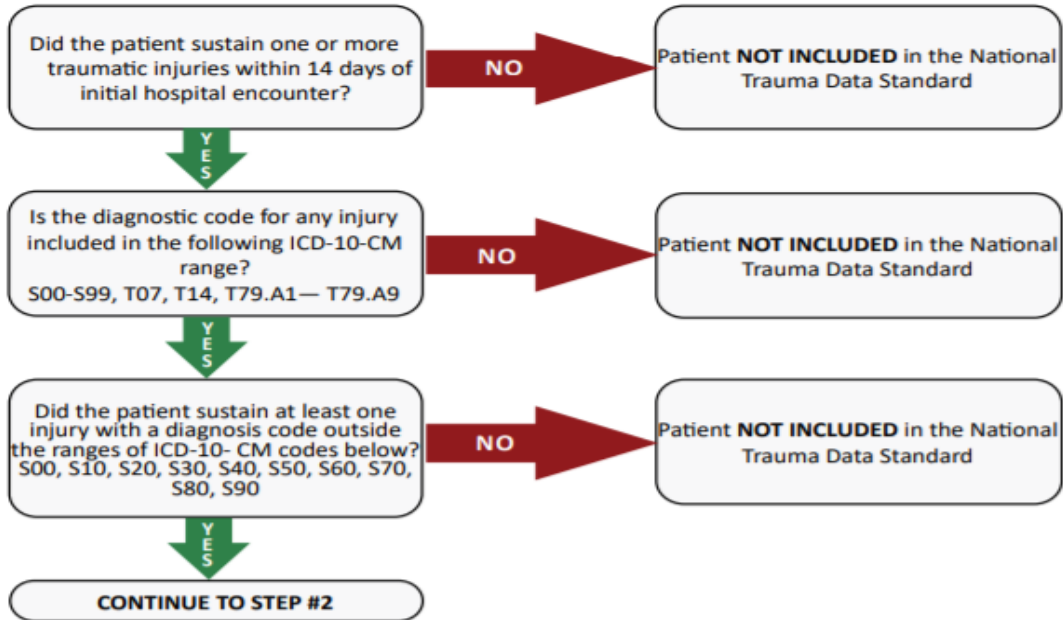 Did the patient sustain one or more
traumatic injuries within 14 days of
initial hospital encounter?
NO
Patient NOT INCLUDED in the National
Trauma Data Standard
YES
Is the diagnostic code for any injury
included in the following ICD-10-CM
range?
S00-S99, T07, T14, T79.A1— T79.A9
NO
Patient NOT INCLUDED in the National
Trauma Data Standard
YES
Did the patient sustain at least one
injury with a diagnosis code outside
the ranges of ICD-10- CM codes below?
S00, S10, S20, S30, S40, S50, S60, S70,
S80, S90
NO
Patient NOT INCLUDED in the National
Trauma Data Standard
YES
CONTINUE TO STEP #2